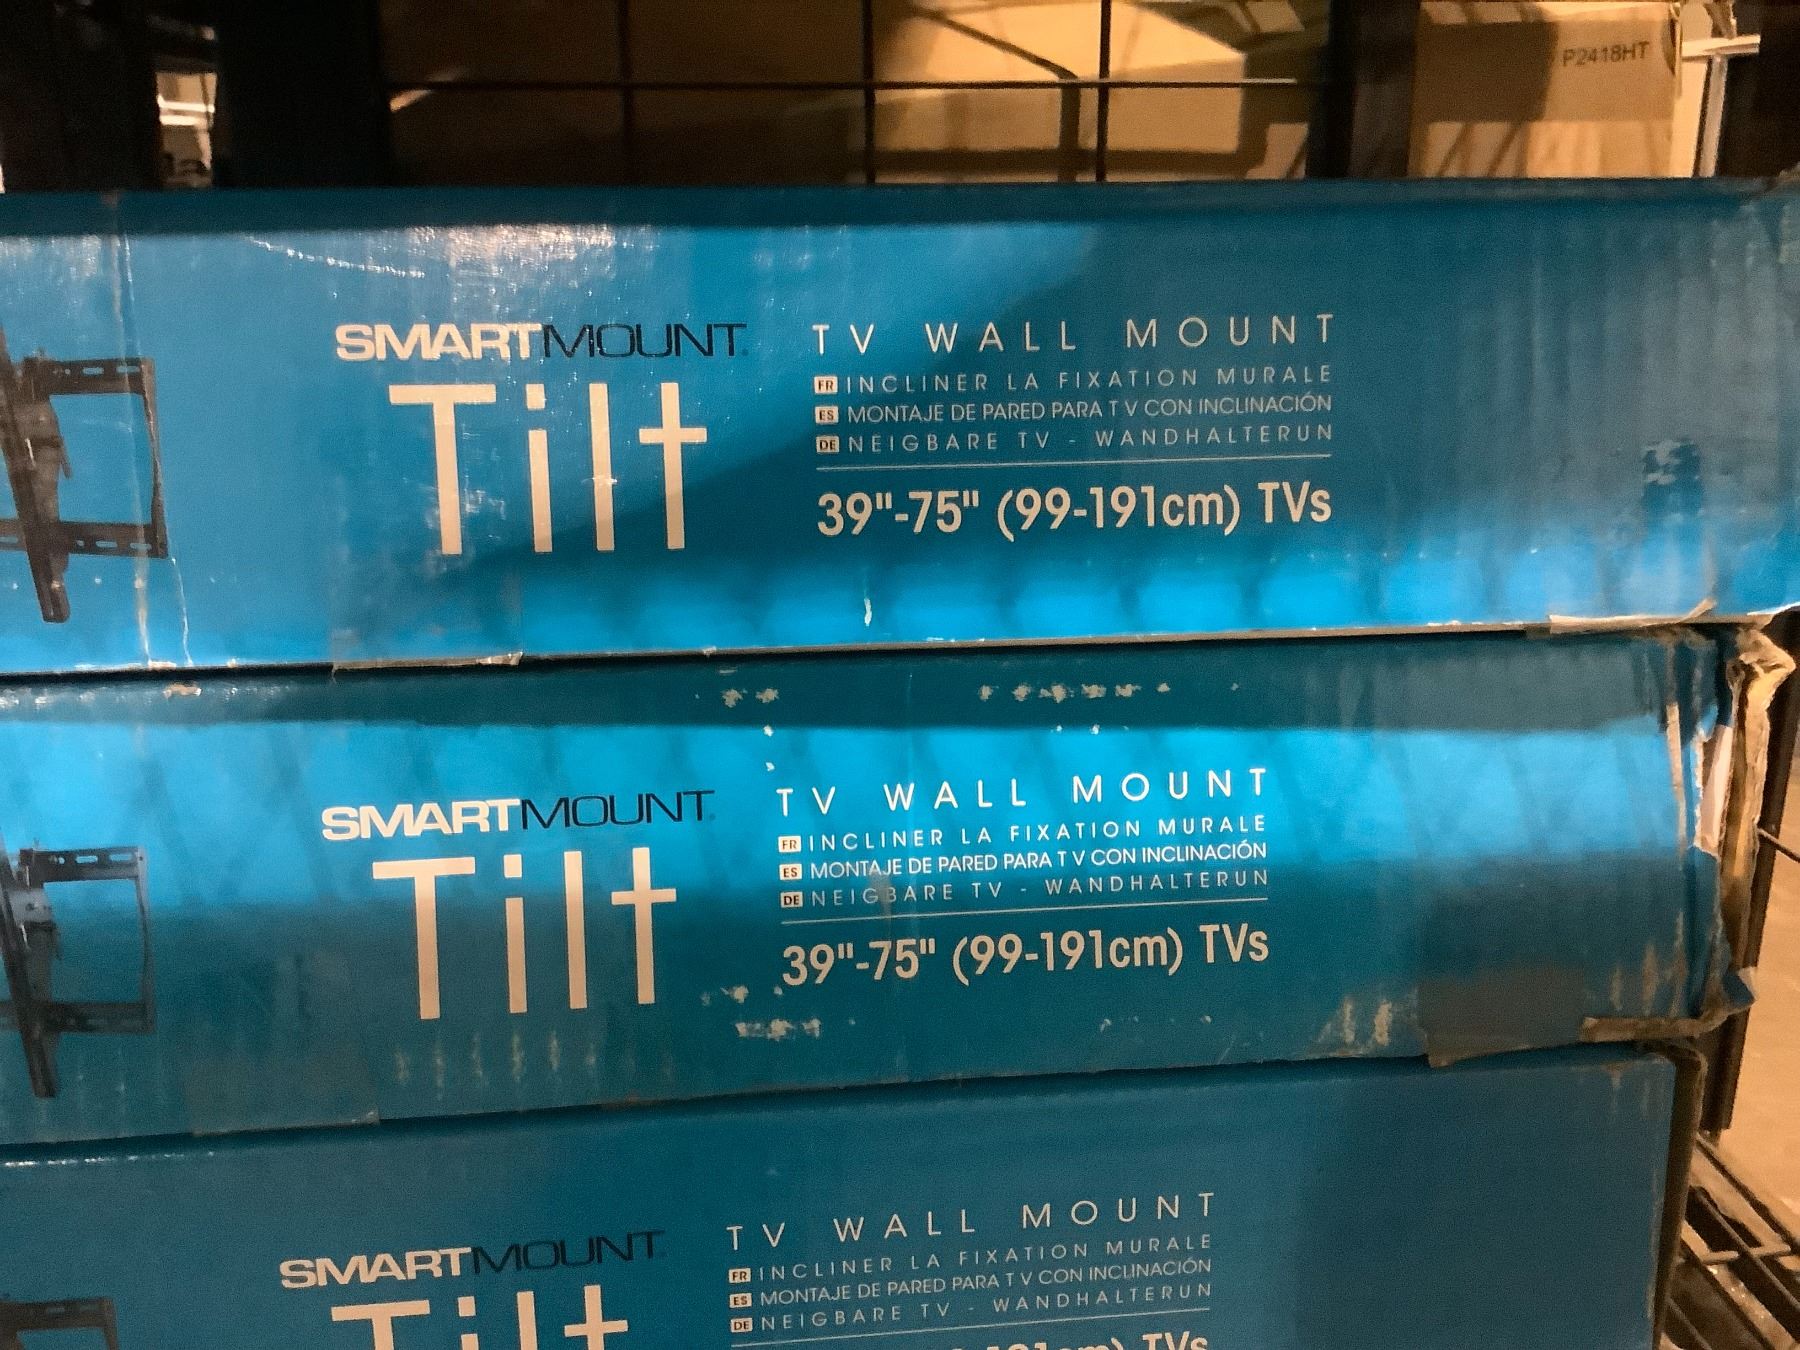 P2418HT
SMARTMOUNT
Tilt
TV WALL MOUNT
FR INCLINER LA FIXATION MURALE
ES MONTAJE DE PARED PARA T V CON INCLINACIÓN
DE NEIGBARE TV - WANDHALTERUN
39"-75" (99-191cm) TVs
SMARTMOUNT
Tilt
TV WALL MOUNT
FR INCLINER LA FIXATION MURALE
ES MONTAJE DE PARED PARA T V CON INCLINACIÓN
DE NEIGBARE TV - WANDHALTERUN
39"-75" (99-191cm) TVs
SMARTMOUNT
Tilt
TV WALL MOUNT
FR INCLINER LA FIXATION MURALE
ES MONTAJE DE PARED PARA T V CON INCLINACIÓN
DE NEIGBARE TV - WANDHALTERUN
TVs